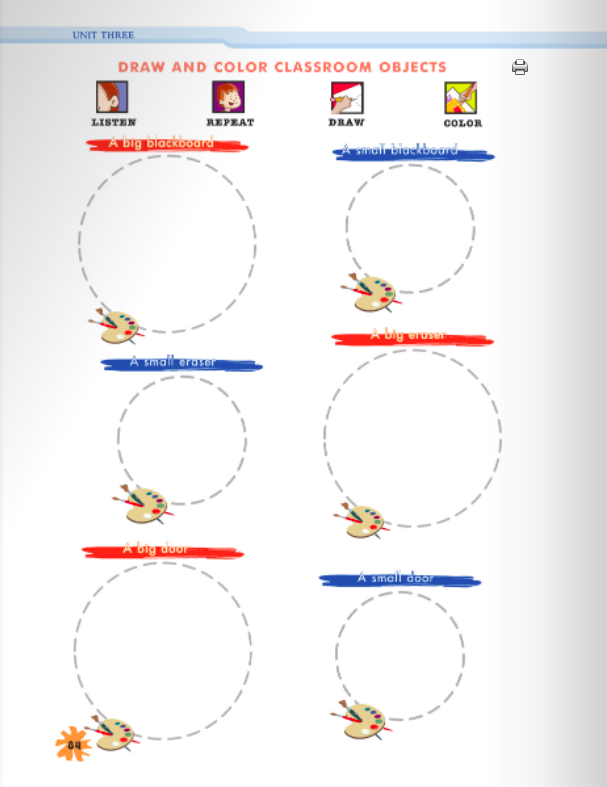 UNIT THREE
DRAW AND COLOR CLASSROOM OBJECTS
LISTEN REPEAT DRAW COLOR
A big blackboard
A small blackboard
A big eraser
A small eraser
A big door
A small door
84